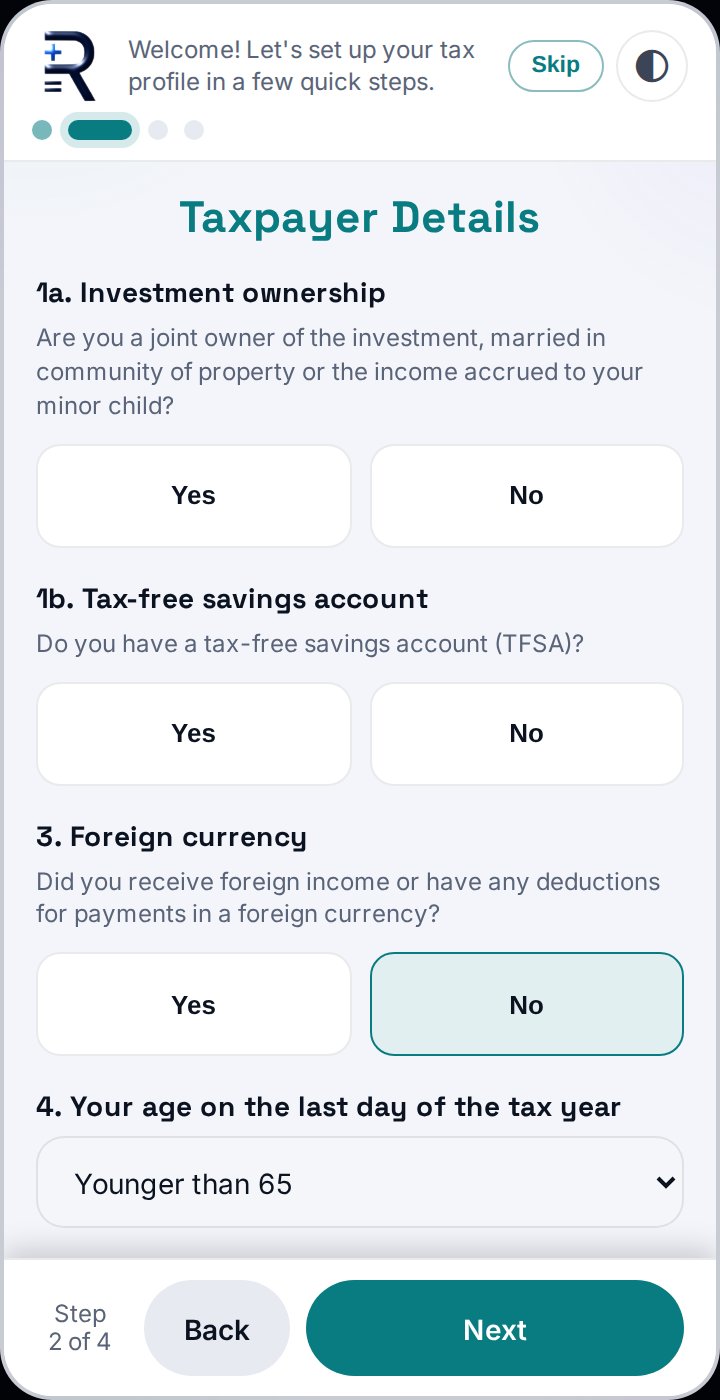 Welcome! Let's set up your tax
profile in a few quick steps.
Skip
Taxpayer Details
1a. Investment ownership
Are you a joint owner of the investment, married in
community of property or the income accrued to your
minor child?
Yes
No
1b. Tax-free savings account
Do you have a tax-free savings account (TFSA)?
Yes
No
3. Foreign currency
Did you receive foreign income or have any deductions
for payments in a foreign currency?
Yes
No
4. Your age on the last day of the tax year
Younger than 65
Step
2 of 4
Back
Next